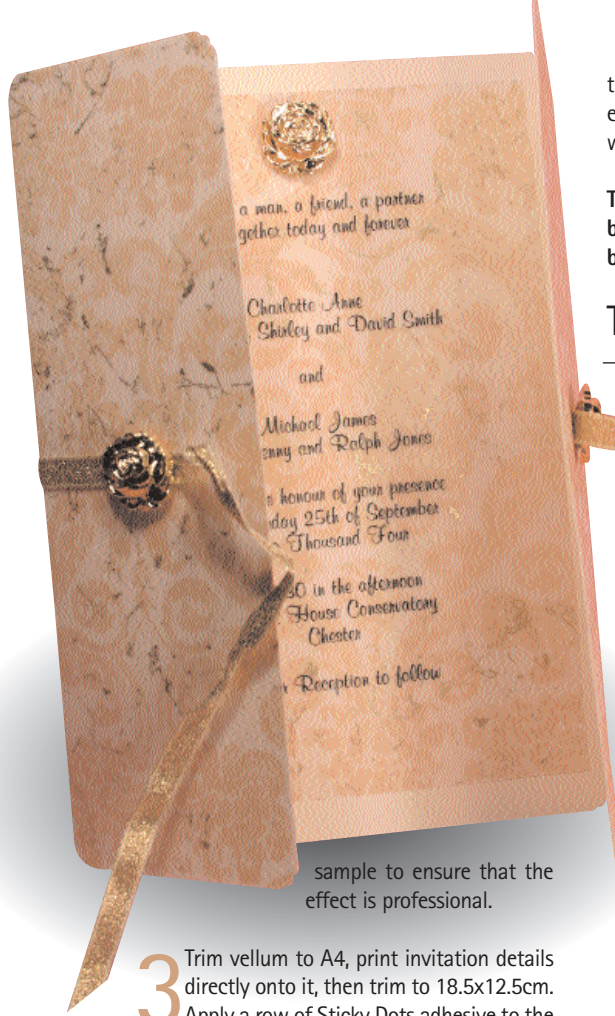 a man, a friend, a partner
gether today and forever
Charlotte Anne
Shirley and David Smith
and
Michael James
enny and Ralph Jones
honour of your presence
day 25th of September
Thousand Four
30 in the afternoon
House Conservatory
Chester
Reception to follow
sample to ensure that the
effect is professional.
3
Trim vellum to A4, print invitation details
directly onto it, then trim to 18.5x12.5cm.
Apply a row of Sticky Dots adhesive to the